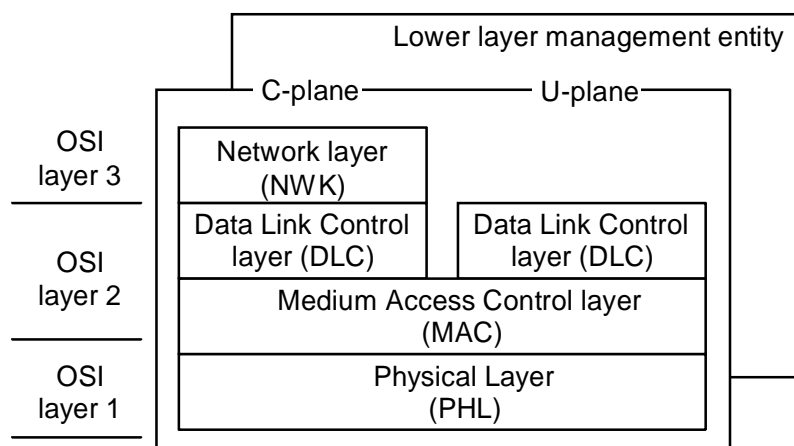 Lower layer management entity
C-plane
U-plane
OSI
layer 3
Network layer
(NWK)
OSI
layer 2
Data Link Control
layer (DLC)
Data Link Control
layer (DLC)
Medium Access Control layer
(MAC)
OSI
layer 1
Physical Layer
(PHL)